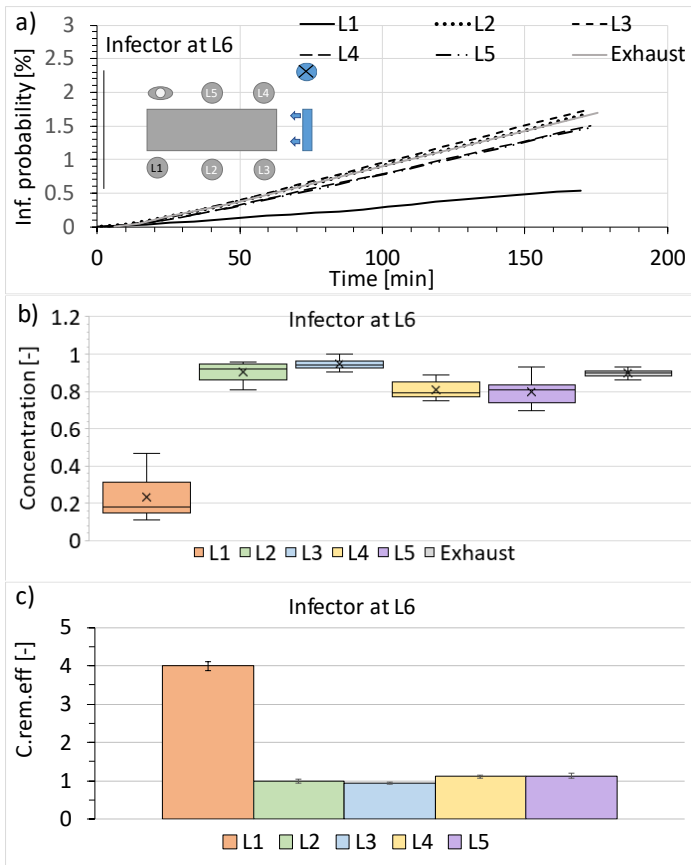 a)
Infector at L6
L1
L2
L3
L4
L5
Exhaust
Inf. probability [%]
3
2.5
2
1.5
1
0.5
0
L5
L4
L1
L2
L3
0
50
100
150
200
Time [min]
b)
Infector at L6
Concentration [-]
1.2
1
0.8
0.6
0.4
0.2
0
L1 L2 L3 L4 L5 Exhaust
c)
Infector at L6
C.rem.eff [-]
5
4
3
2
1
0
L1 L2 L3 L4 L5